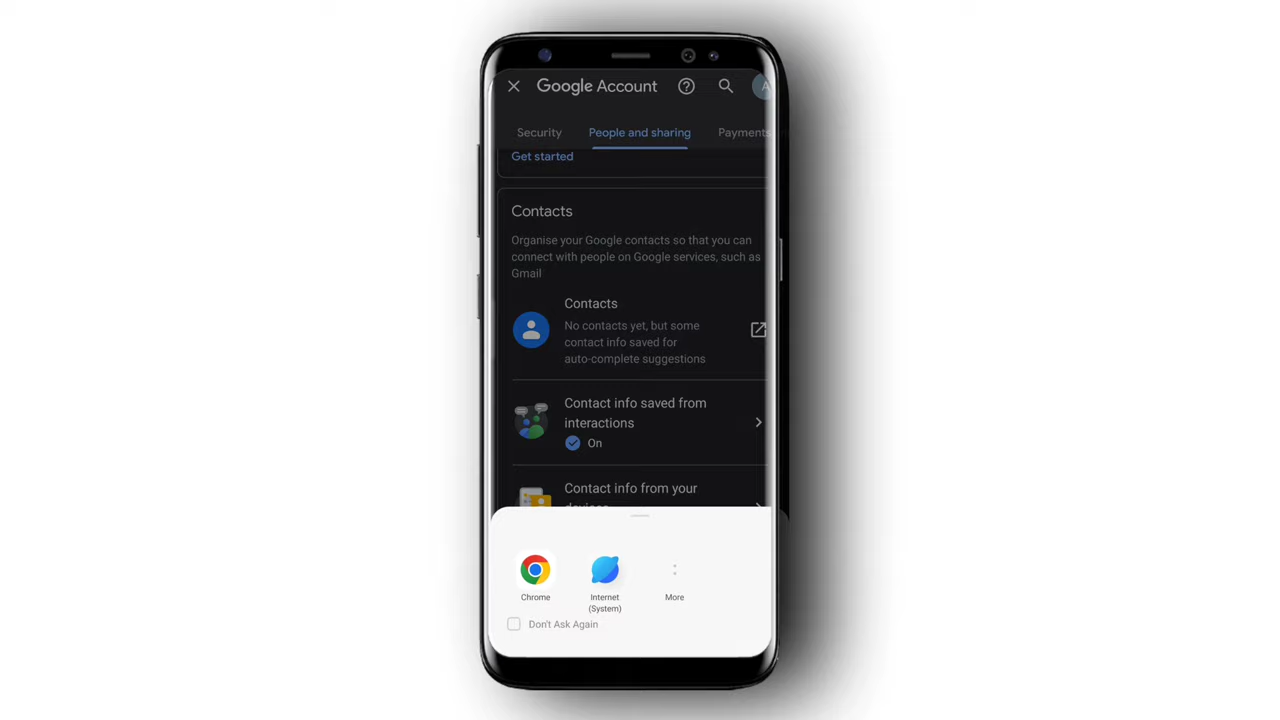 Google Account
A
Security People and sharing Payments
Get started
Contacts
Organise your Google contacts so that you can
connect with people on Google services, such as
Gmail
Contacts
No contacts yet, but some
contact info saved for
auto-complete suggestions
Contact info saved from
interactions
On
Contact info from your
devices
Chrome
Internet
(System)
More
Don't Ask Again